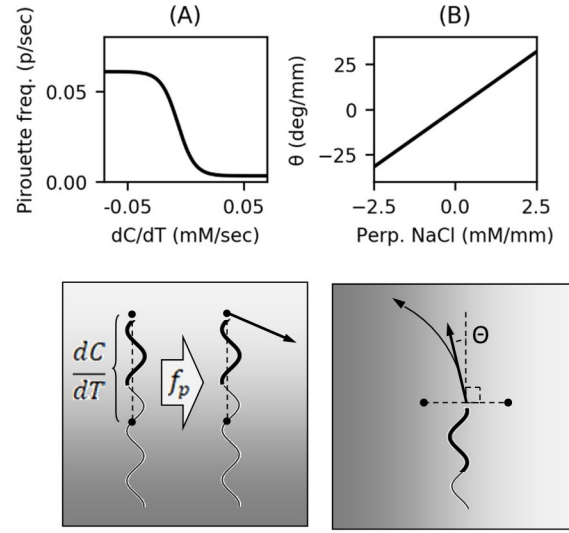 (A)
Pirouette freq. (p/sec)
0.05
0.00
-0.05
0.05
dC/dT (mM/sec)
(B)
θ (deg/mm)
25
0
−25
−2.5
0.0
2.5
Perp. NaCl (mM/mm)
dC
dT
f_p
Θ